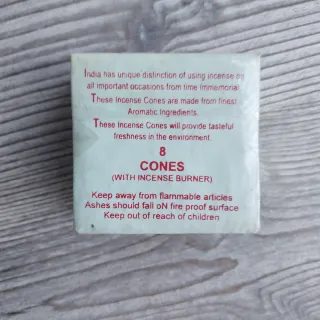 India has unique distinction of using incense on
all important occasions from time Immemorial.
These Incense Cones are made from finest
Aromatic Ingredients.
These Incense Cones will provide tasteful
freshness in the environment.
8
CONES
(WITH INCENSE BURNER)
Keep away from flammable articles
Ashes should fall oN fire proof surface
Keep out of reach of children